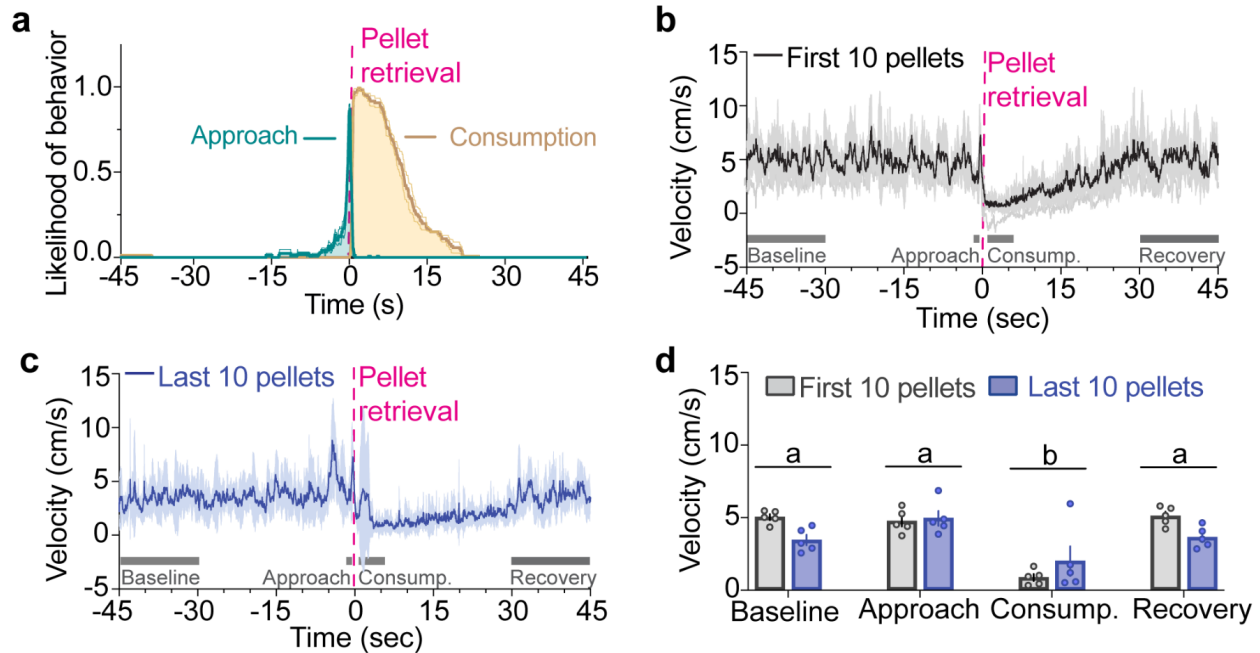 a
Pellet
retrieval
Approach
Consumption
Likelihood of behavior
1.0
0.5
0.0
-45 -30 -15 0 15 30 45
Time (s)
b
First 10 pellets
Pellet
retrieval
Velocity (cm/s)
15
10
5
0
-5
Baseline Approach Consump. Recovery
-45 -30 -15 0 15 30 45
Time (sec)
c
Last 10 pellets
Pellet
retrieval
Velocity (cm/s)
15
10
5
0
-5
Baseline Approach Consump. Recovery
-45 -30 -15 0 15 30 45
Time (sec)
d
First 10 pellets Last 10 pellets
Velocity (cm/s)
15
10
5
0
a a b a
Baseline Approach Consump. Recovery